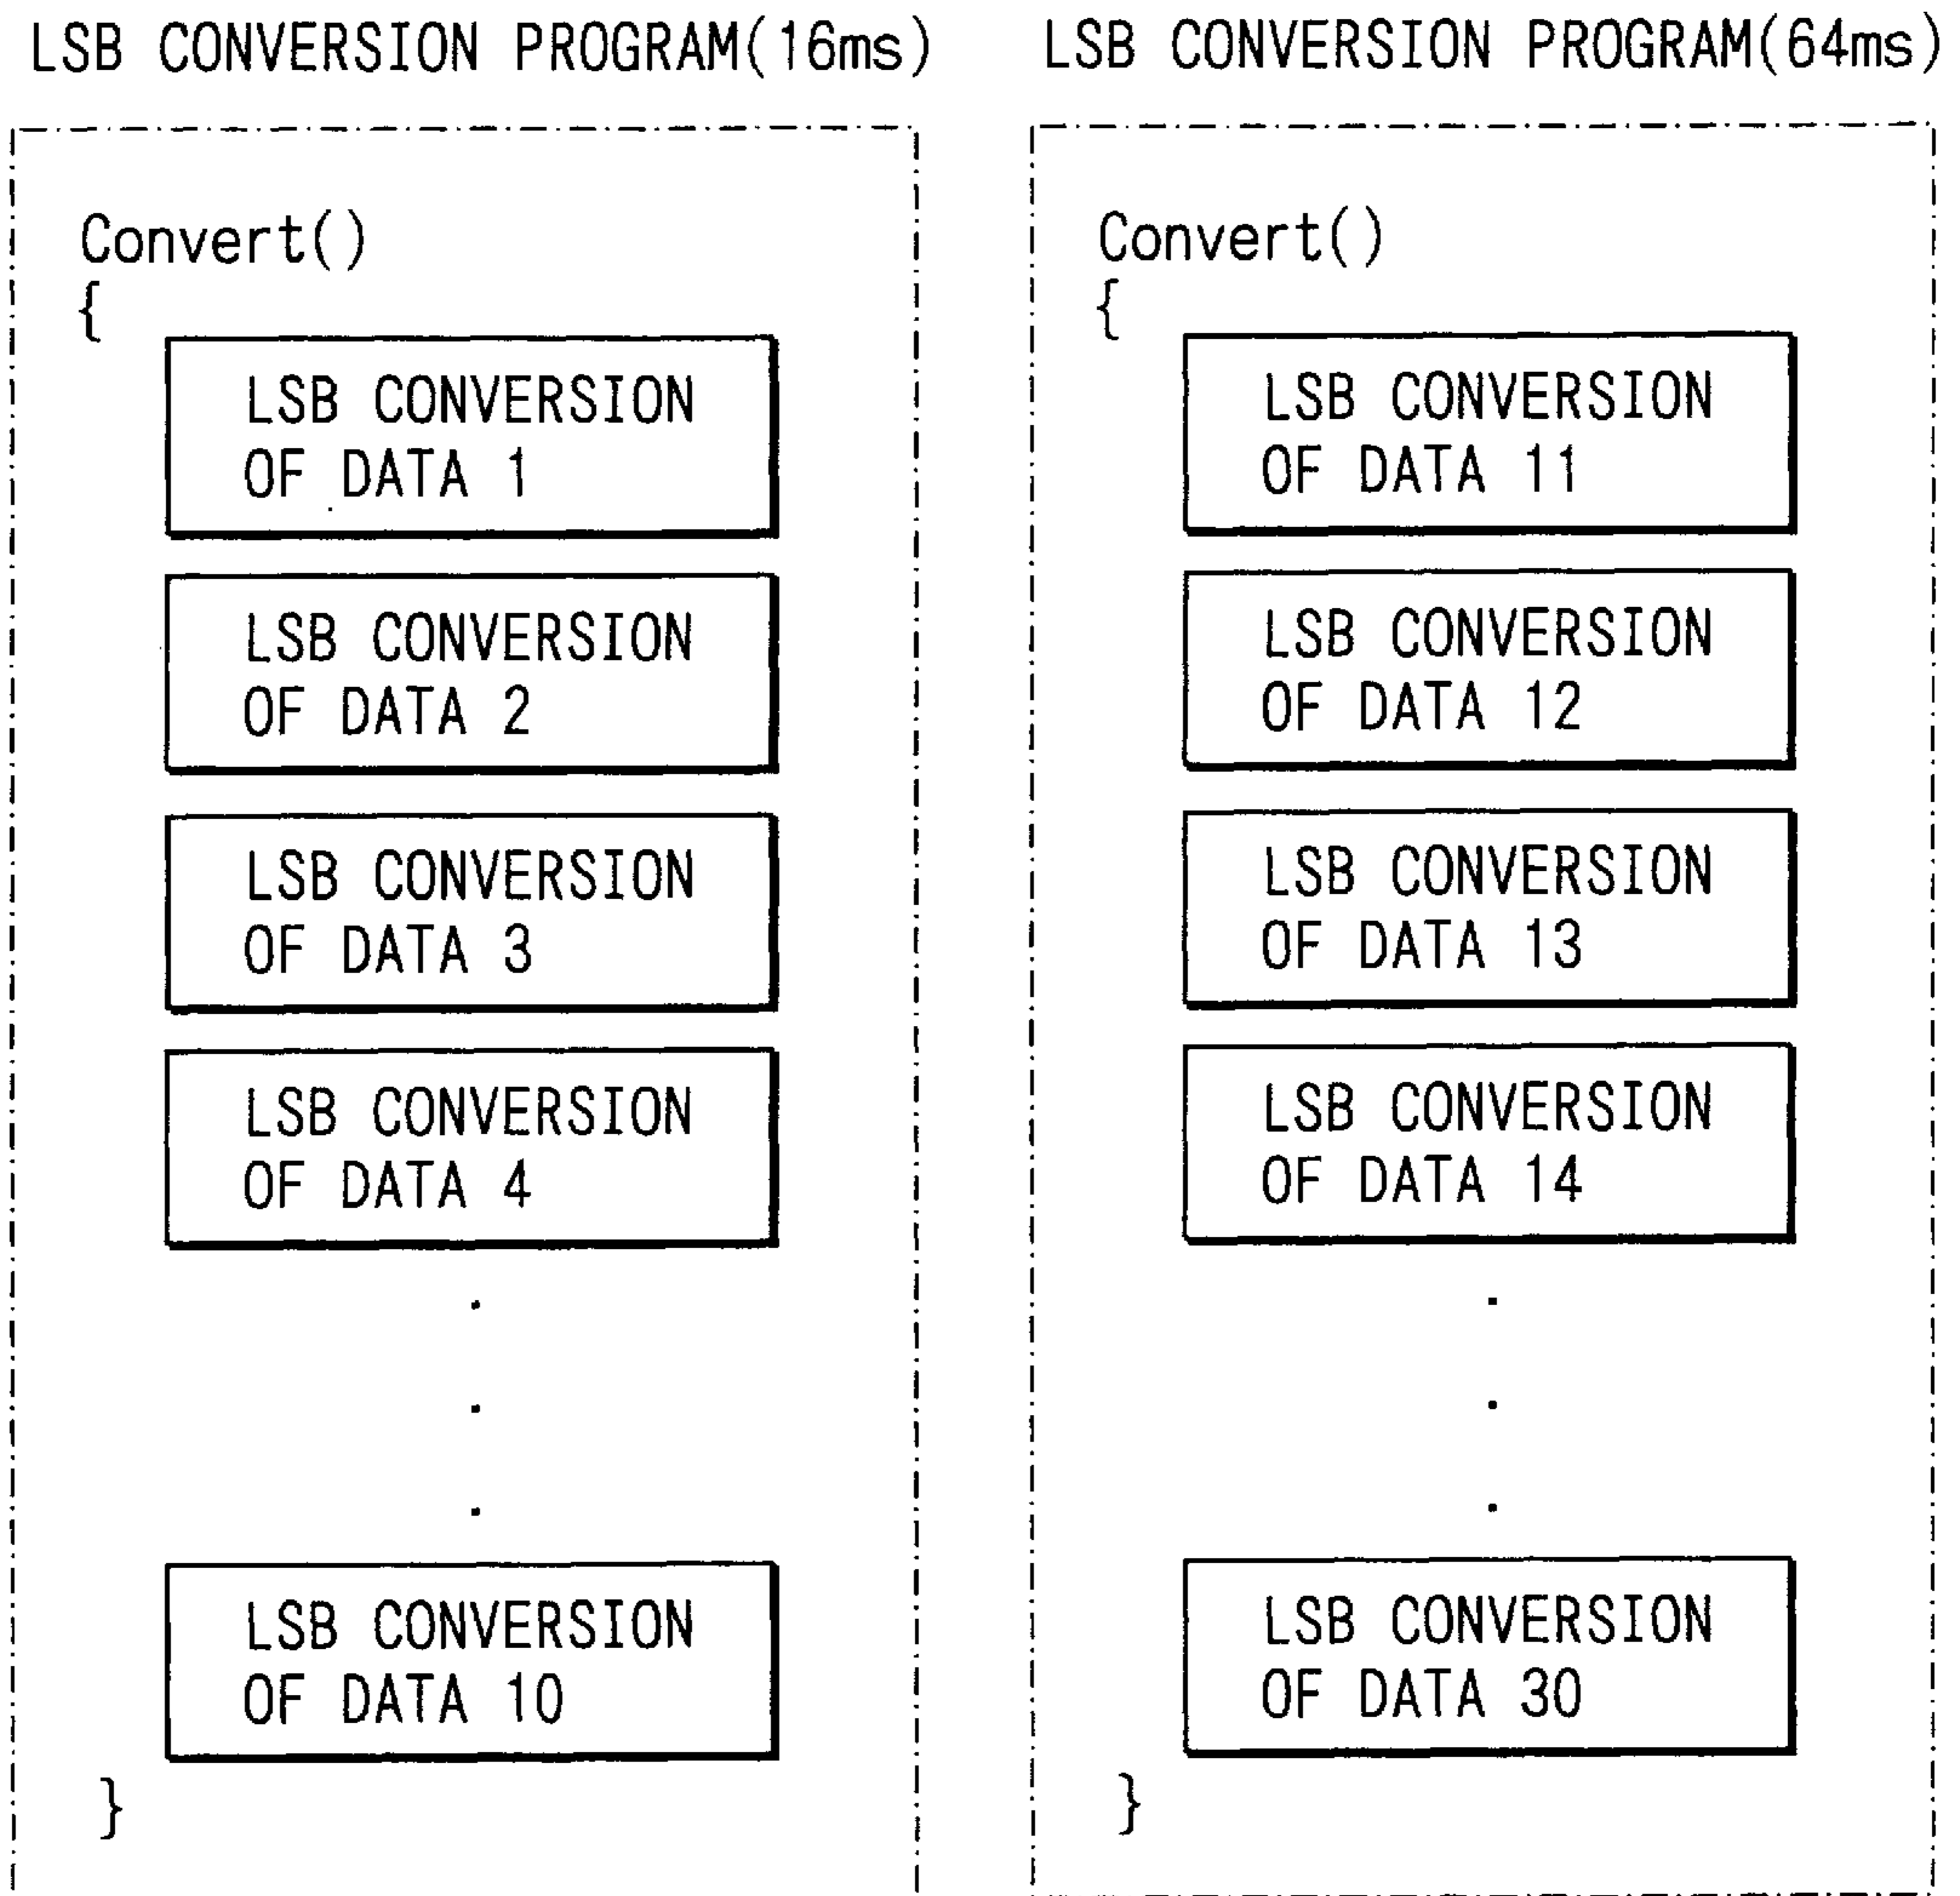 LSB CONVERSION PROGRAM(16ms)
Convert()
{
LSB CONVERSION
OF DATA 1
LSB CONVERSION
OF DATA 2
LSB CONVERSION
OF DATA 3
LSB CONVERSION
OF DATA 4
.
.
.
LSB CONVERSION
OF DATA 10
}
LSB CONVERSION PROGRAM(64ms)
Convert()
{
LSB CONVERSION
OF DATA 11
LSB CONVERSION
OF DATA 12
LSB CONVERSION
OF DATA 13
LSB CONVERSION
OF DATA 14
.
.
.
LSB CONVERSION
OF DATA 30
}